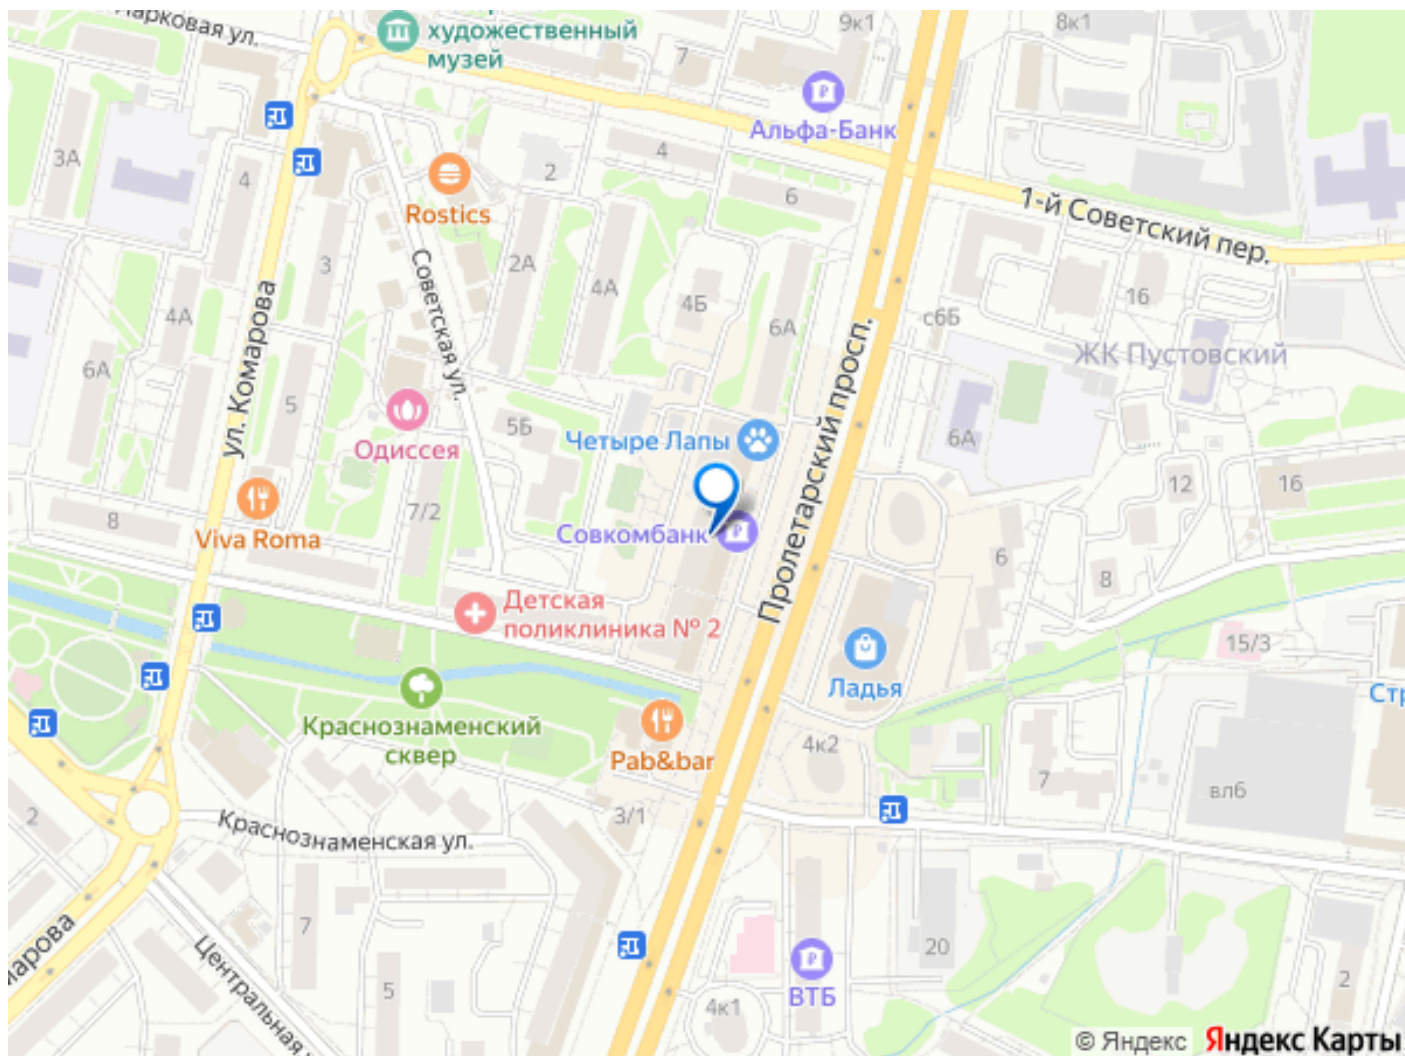 Парковая ул.
художественный
музей
7
9к1
8к1
Альфа-Банк
3А
4
2
4
6
1-й Советский пер.
Rostics
3
2А
4А
4Б
6А
16
с6Б
4А
ул. Комарова
Советская ул.
Пролетарский просп.
ЖК Пустовский
6А
5
Одиссея
5Б
Четыре Лапы
6А
12
16
8
Viva Roma
7/2
Совкомбанк
6
8
Детская
поликлиника № 2
15/3
Ладья
Краснознаменский
сквер
Pab&bar
4к2
7
вл6
2
Краснознаменская ул.
3/1
7
Центральная
5
20
ВТБ
4к1
2
© Яндекс Яндекс Карты